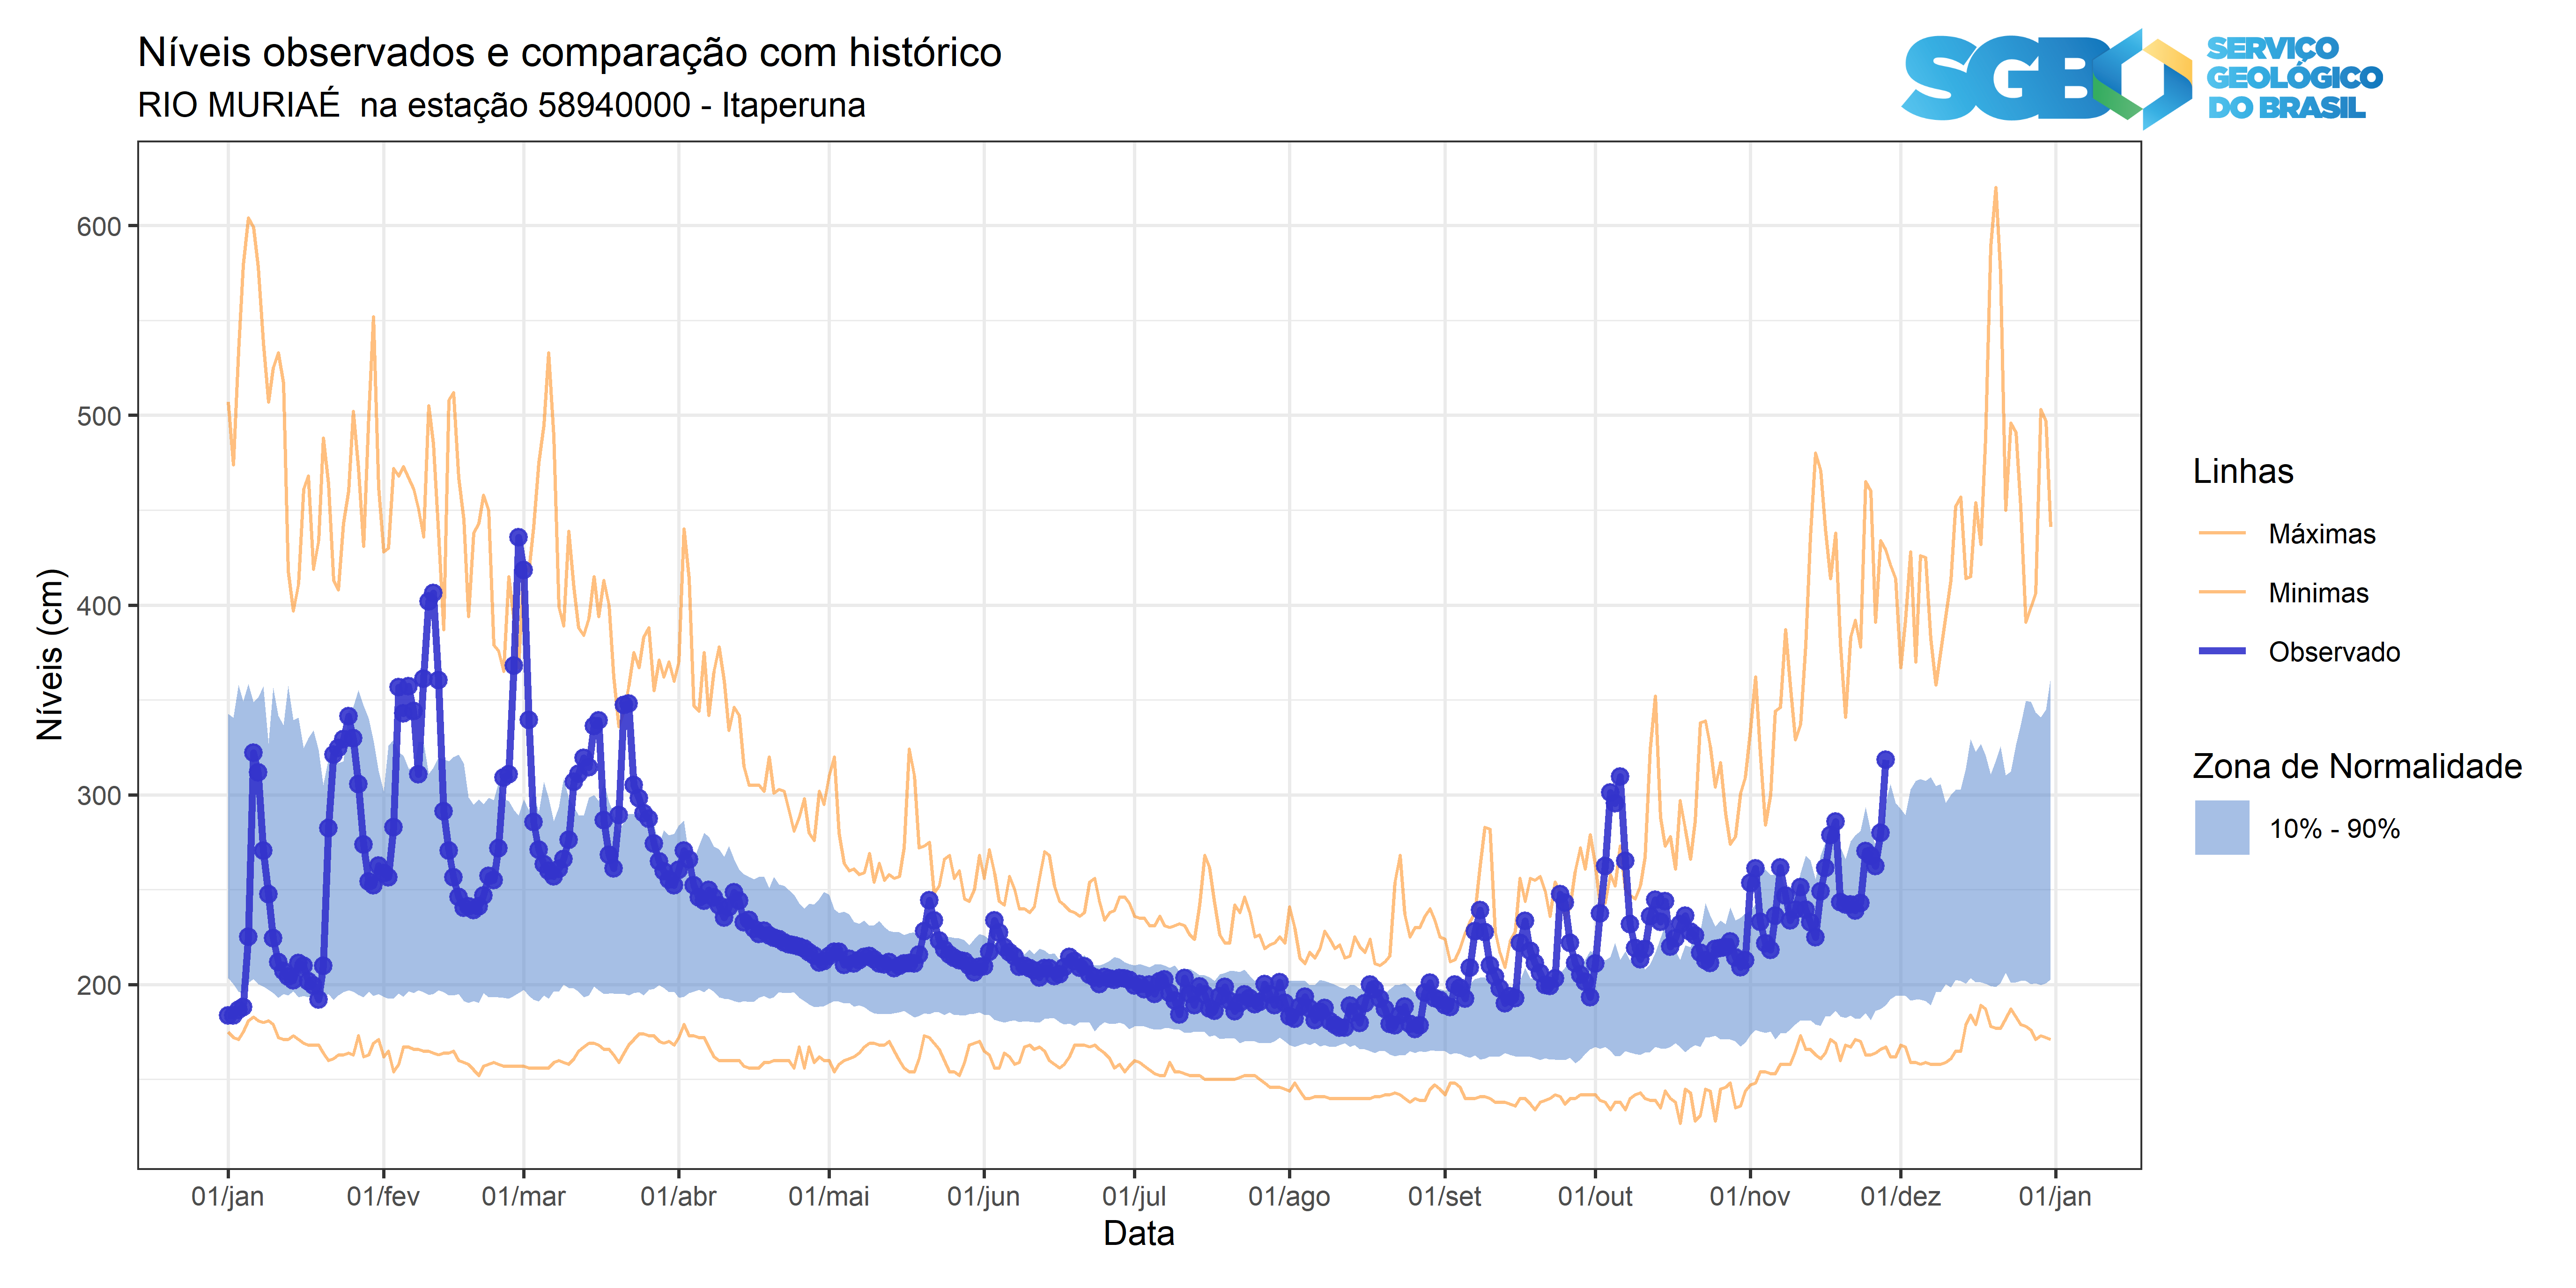 Níveis observados e comparação com histórico
RIO MURIAÉ  na estação 58940000 - Itaperuna
SGB
SERVIÇO
GEOLÓGICO
DO BRASIL
Níveis (cm)
600
500
400
300
200
01/jan
01/fev
01/mar
01/abr
01/mai
01/jun
01/jul
01/ago
01/set
01/out
01/nov
01/dez
01/jan
Data
Linhas
Máximas
Minimas
Observado
Zona de Normalidade
10% - 90%